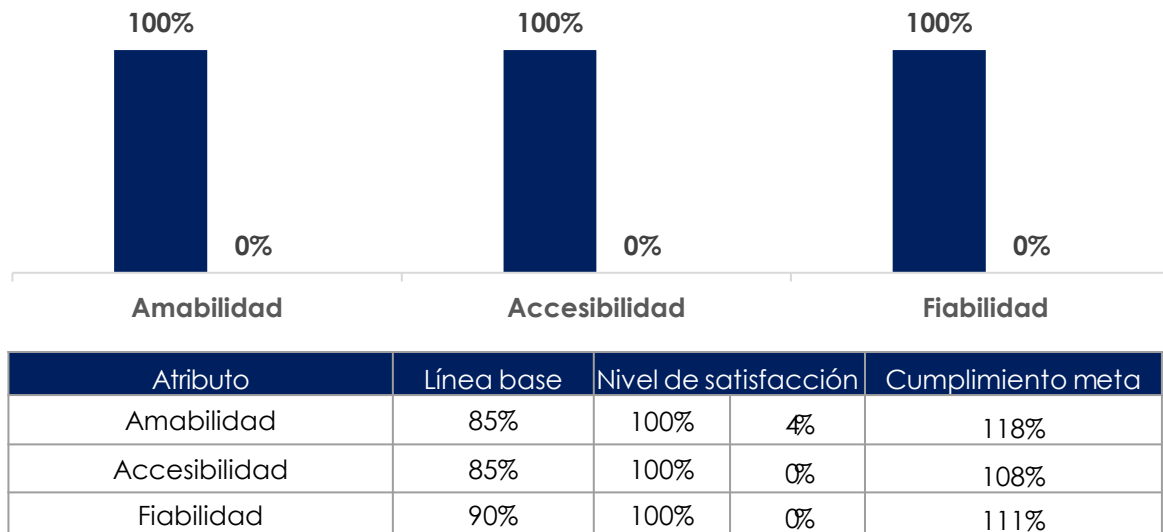 100% 100% 100%
0% 0% 0%
Amabilidad Accesibilidad Fiabilidad
Atributo Línea base Nivel de satisfacción Cumplimiento meta
Amabilidad 85% 100% 4% 118%
Accesibilidad 85% 100% 0% 108%
Fiabilidad 90% 100% 0% 111%